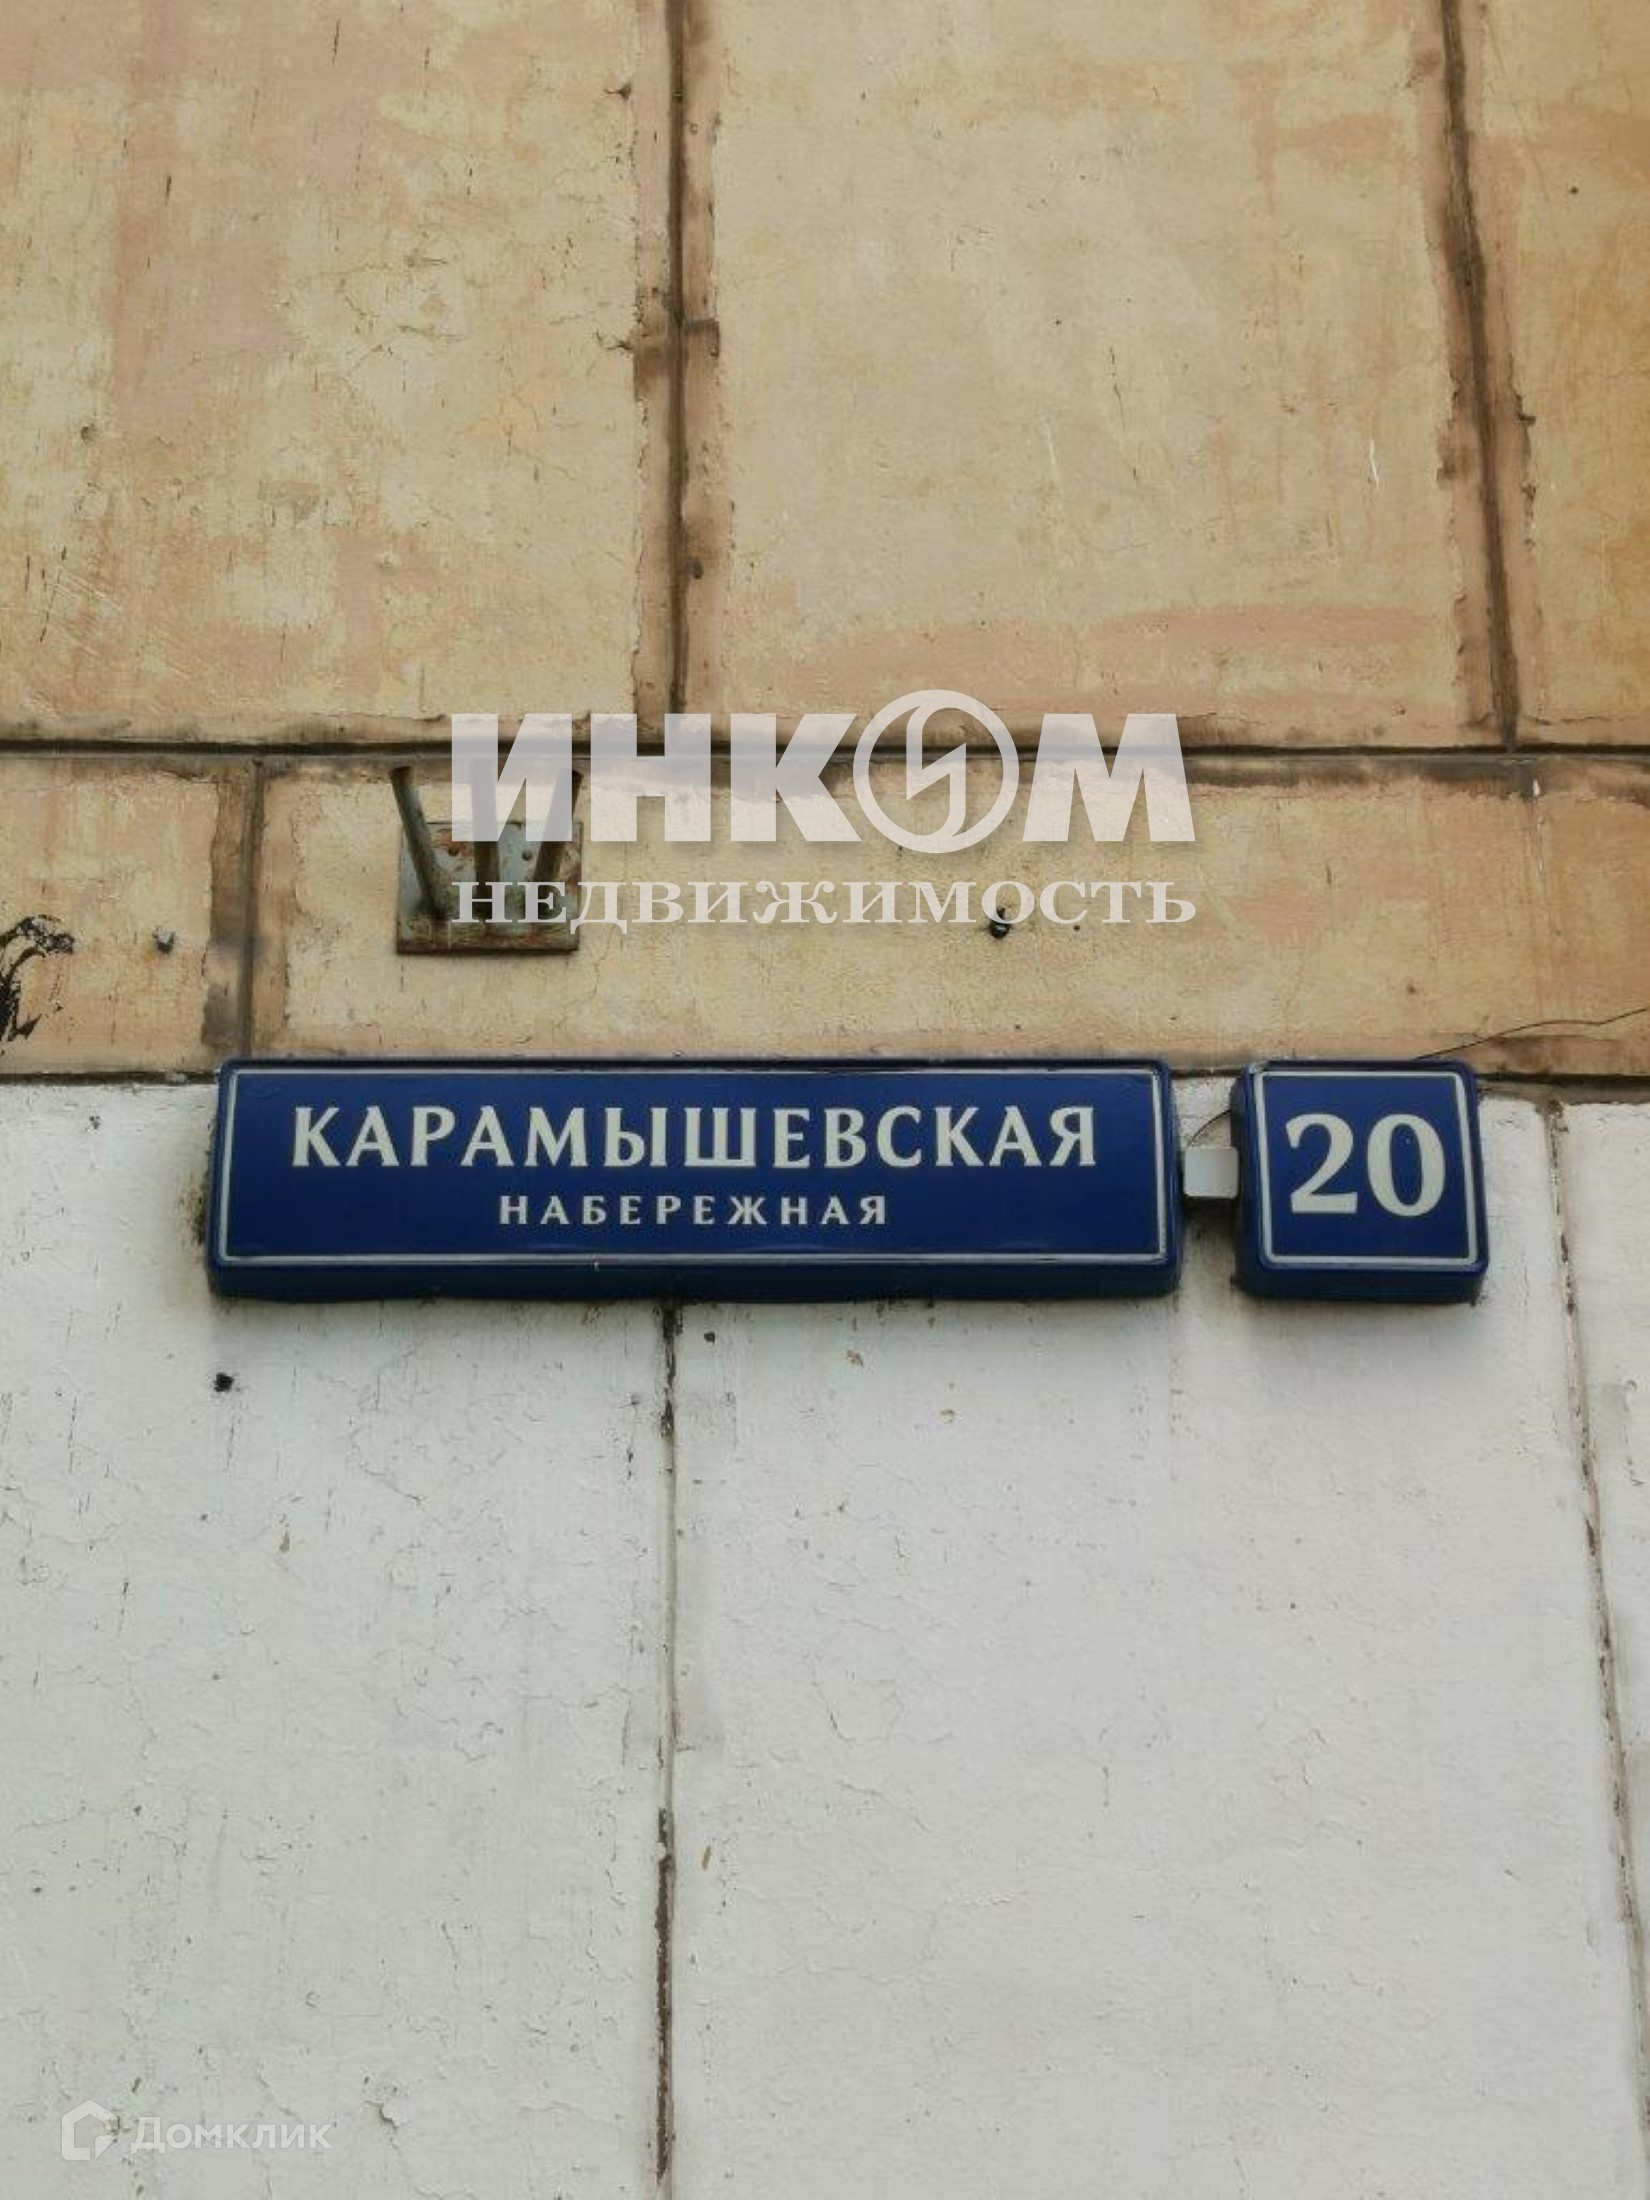 ИНКОМ
НЕДВИЖИМОСТЬ
КАРАМЫШЕВСКАЯ
НАБЕРЕЖНАЯ
20
Домклик